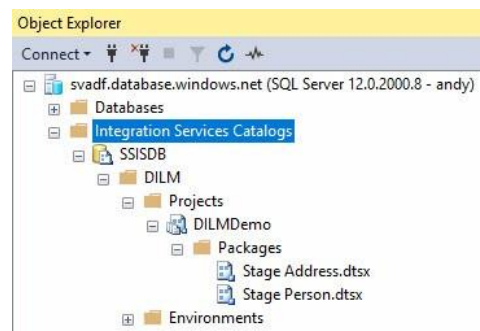 Object Explorer
Connect
svadf.database.windows.net (SQL Server 12.0.2000.8 - andy)
Databases
Integration Services Catalogs
SSISDB
DILM
Projects
DILMDemo
Packages
Stage Address.dtsx
Stage Person.dtsx
Environments